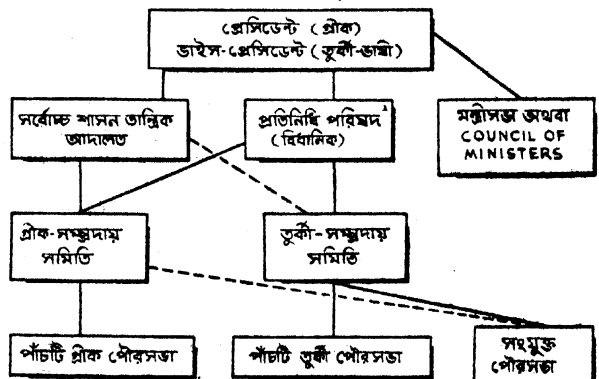 প্রেসিডেন্ট (গ্রীক)
ভাইস-প্রেসিডেন্ট (তুর্কী-ভাষী)
সর্বোচ্চ শাসন তান্ত্রিক
আদালত
প্রতিনিধি পরিষদ
(বিধানিক)
মন্ত্রীসভা অথবা
COUNCIL OF
MINISTERS
গ্রীক-সম্প্রদায়
সমিতি
তুর্কী-সম্প্রদায়
সমিতি
পাঁচটি গ্রীক পৌরসভা
পাঁচটি তুর্কী পৌরসভা
সংযুক্ত
পৌরসভা